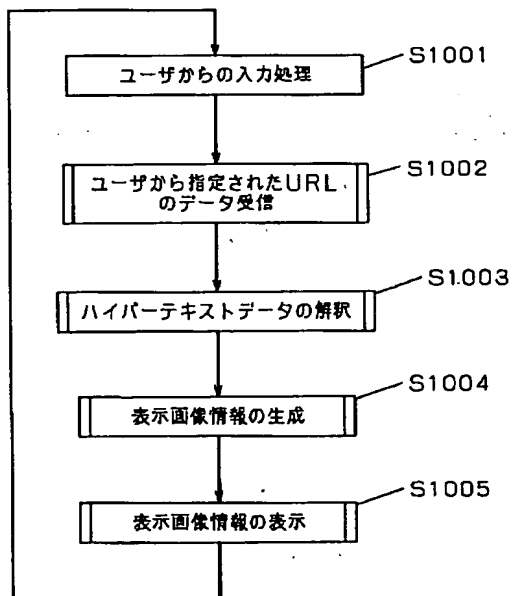 ユーザからの入力処理
S1001
ユーザから指定されたURL
のデータ受信
S1002
ハイパーテキストデータの解釈
S1003
表示画像情報の生成
S1004
表示画像情報の表示
S1005